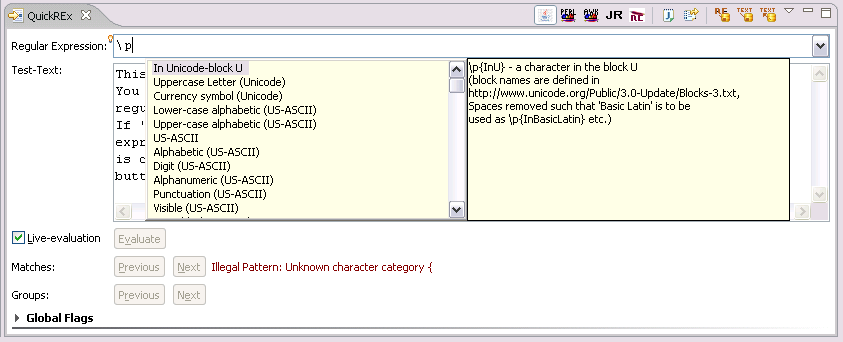 QuickREx
PERL AWK JR RE RE TEXT TEXT
Regular Expression: \p
Test-Text:
This
You
regu
If '
expr
is c
butt
In Unicode-block U
Uppercase Letter (Unicode)
Currency symbol (Unicode)
Lower-case alphabetic (US-ASCII)
Upper-case alphabetic (US-ASCII)
US-ASCII
Alphabetic (US-ASCII)
Digit (US-ASCII)
Alphanumeric (US-ASCII)
Punctuation (US-ASCII)
Visible (US-ASCII)
\p{InU} - a character in the block U
(block names are defined in
http://www.unicode.org/Public/3.0-Update/Blocks-3.txt,
Spaces removed such that 'Basic Latin' is to be
used as \p{InBasicLatin} etc.)
Live-evaluation Evaluate
Matches: Previous Next Illegal Pattern: Unknown character category {
Groups: Previous Next
Global Flags